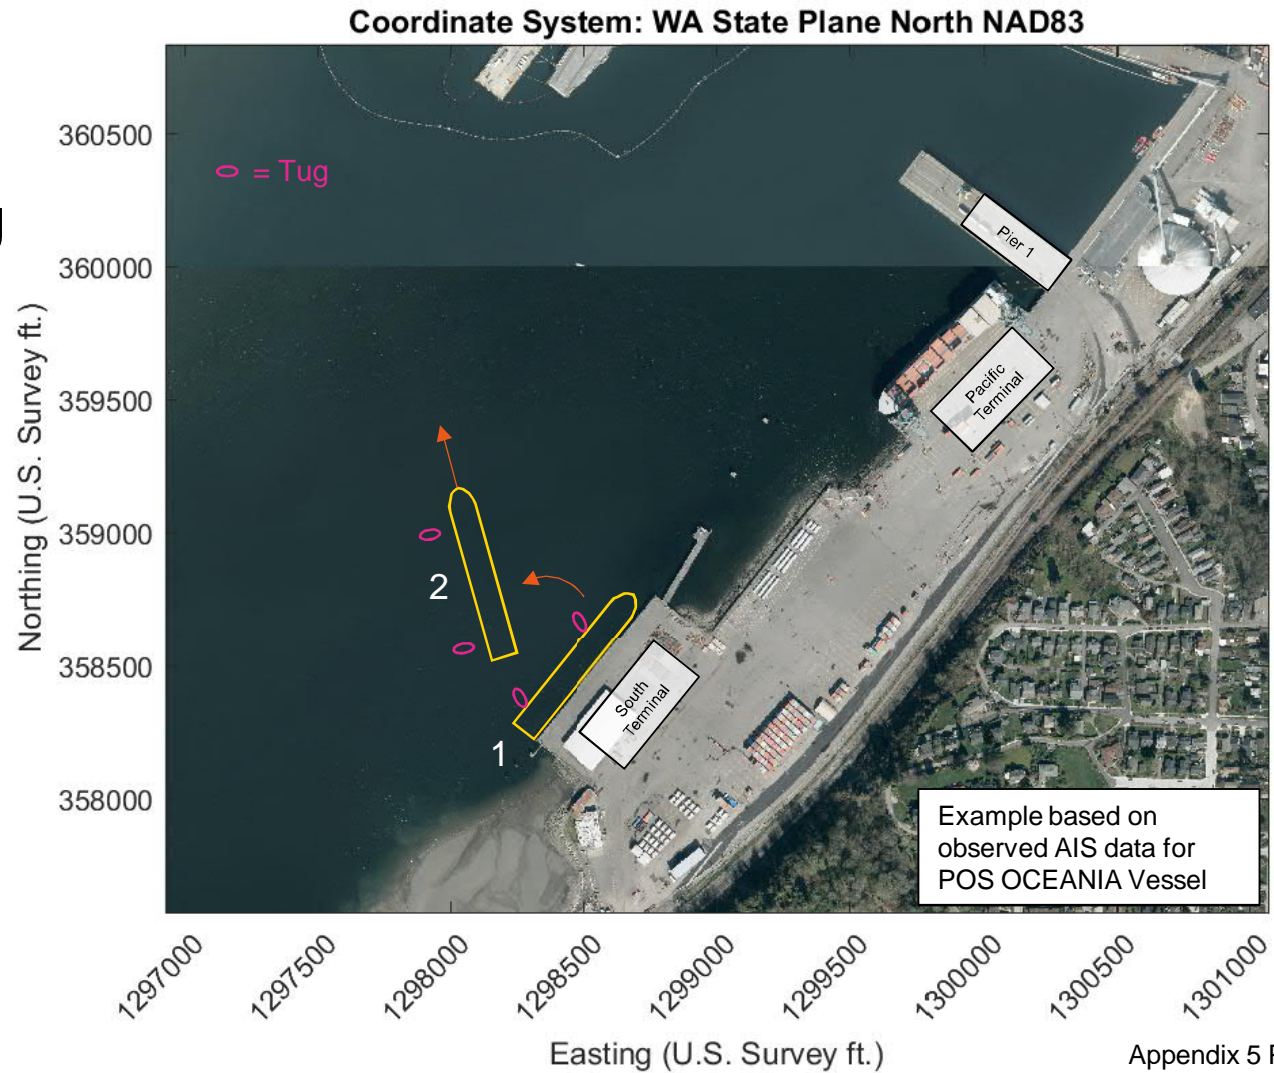 Coordinate System: WA State Plane North NAD83
360500
= Tug
Pier 1
360000
Northing (U.S. Survey ft.)
359500
Pacific
Terminal
359000
2
358500
South
Terminal
1
358000
Example based on
observed AIS data for
POS OCEANIA Vessel
1297000
1297500
1298000
1298500
1299000
1299500
1300000
1300500
1301000
Easting (U.S. Survey ft.)
Appendix 5